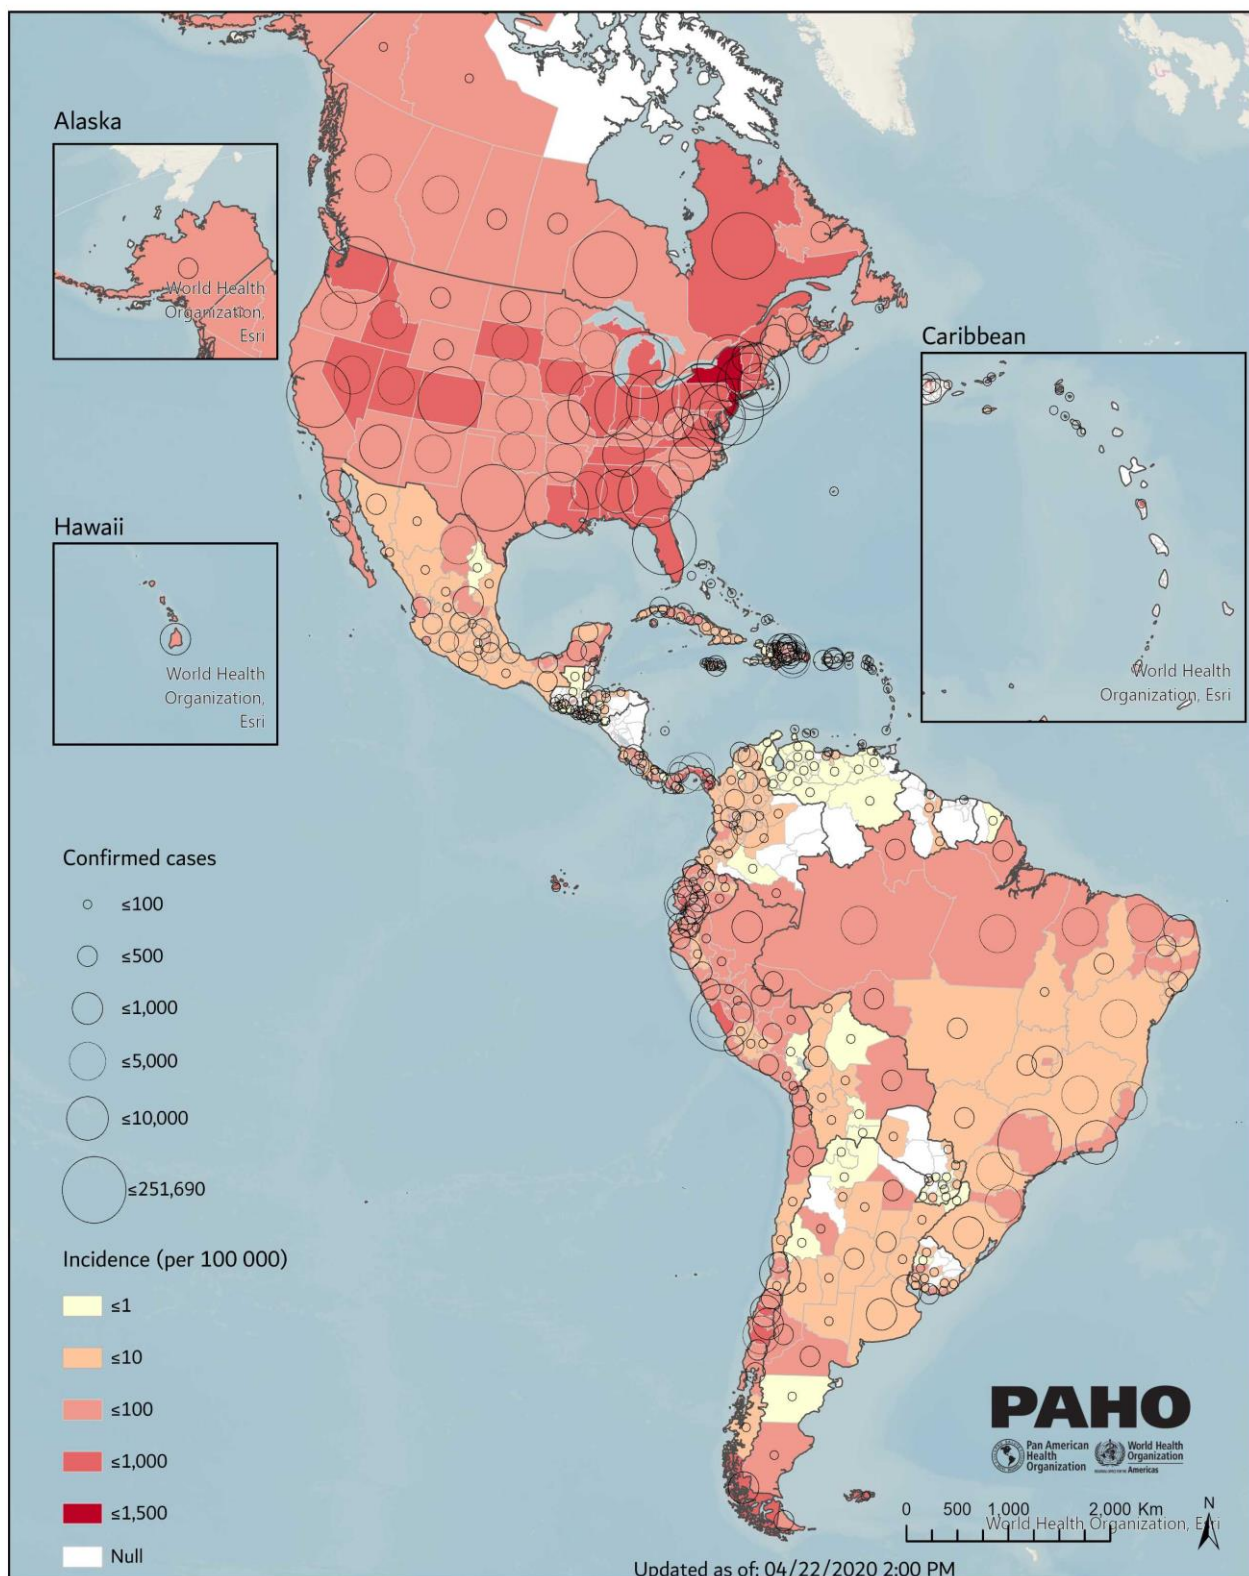 Alaska
World Health
Organization,
Esri
Caribbean
World Health
Organization, Esri
Hawaii
World Health
Organization,
Esri
Confirmed cases
≤100
≤500
≤1,000
≤5,000
≤10,000
≤251,690
Incidence (per 100 000)
≤1
≤10
≤100
≤1,000
≤1,500
Null
PAHO
Pan American
Health
Organization
World Health
Organization
Americas
0 500 1,000 2,000 Km
N
World Health Organization, Esri
Updated as of: 04/22/2020 2:00 PM